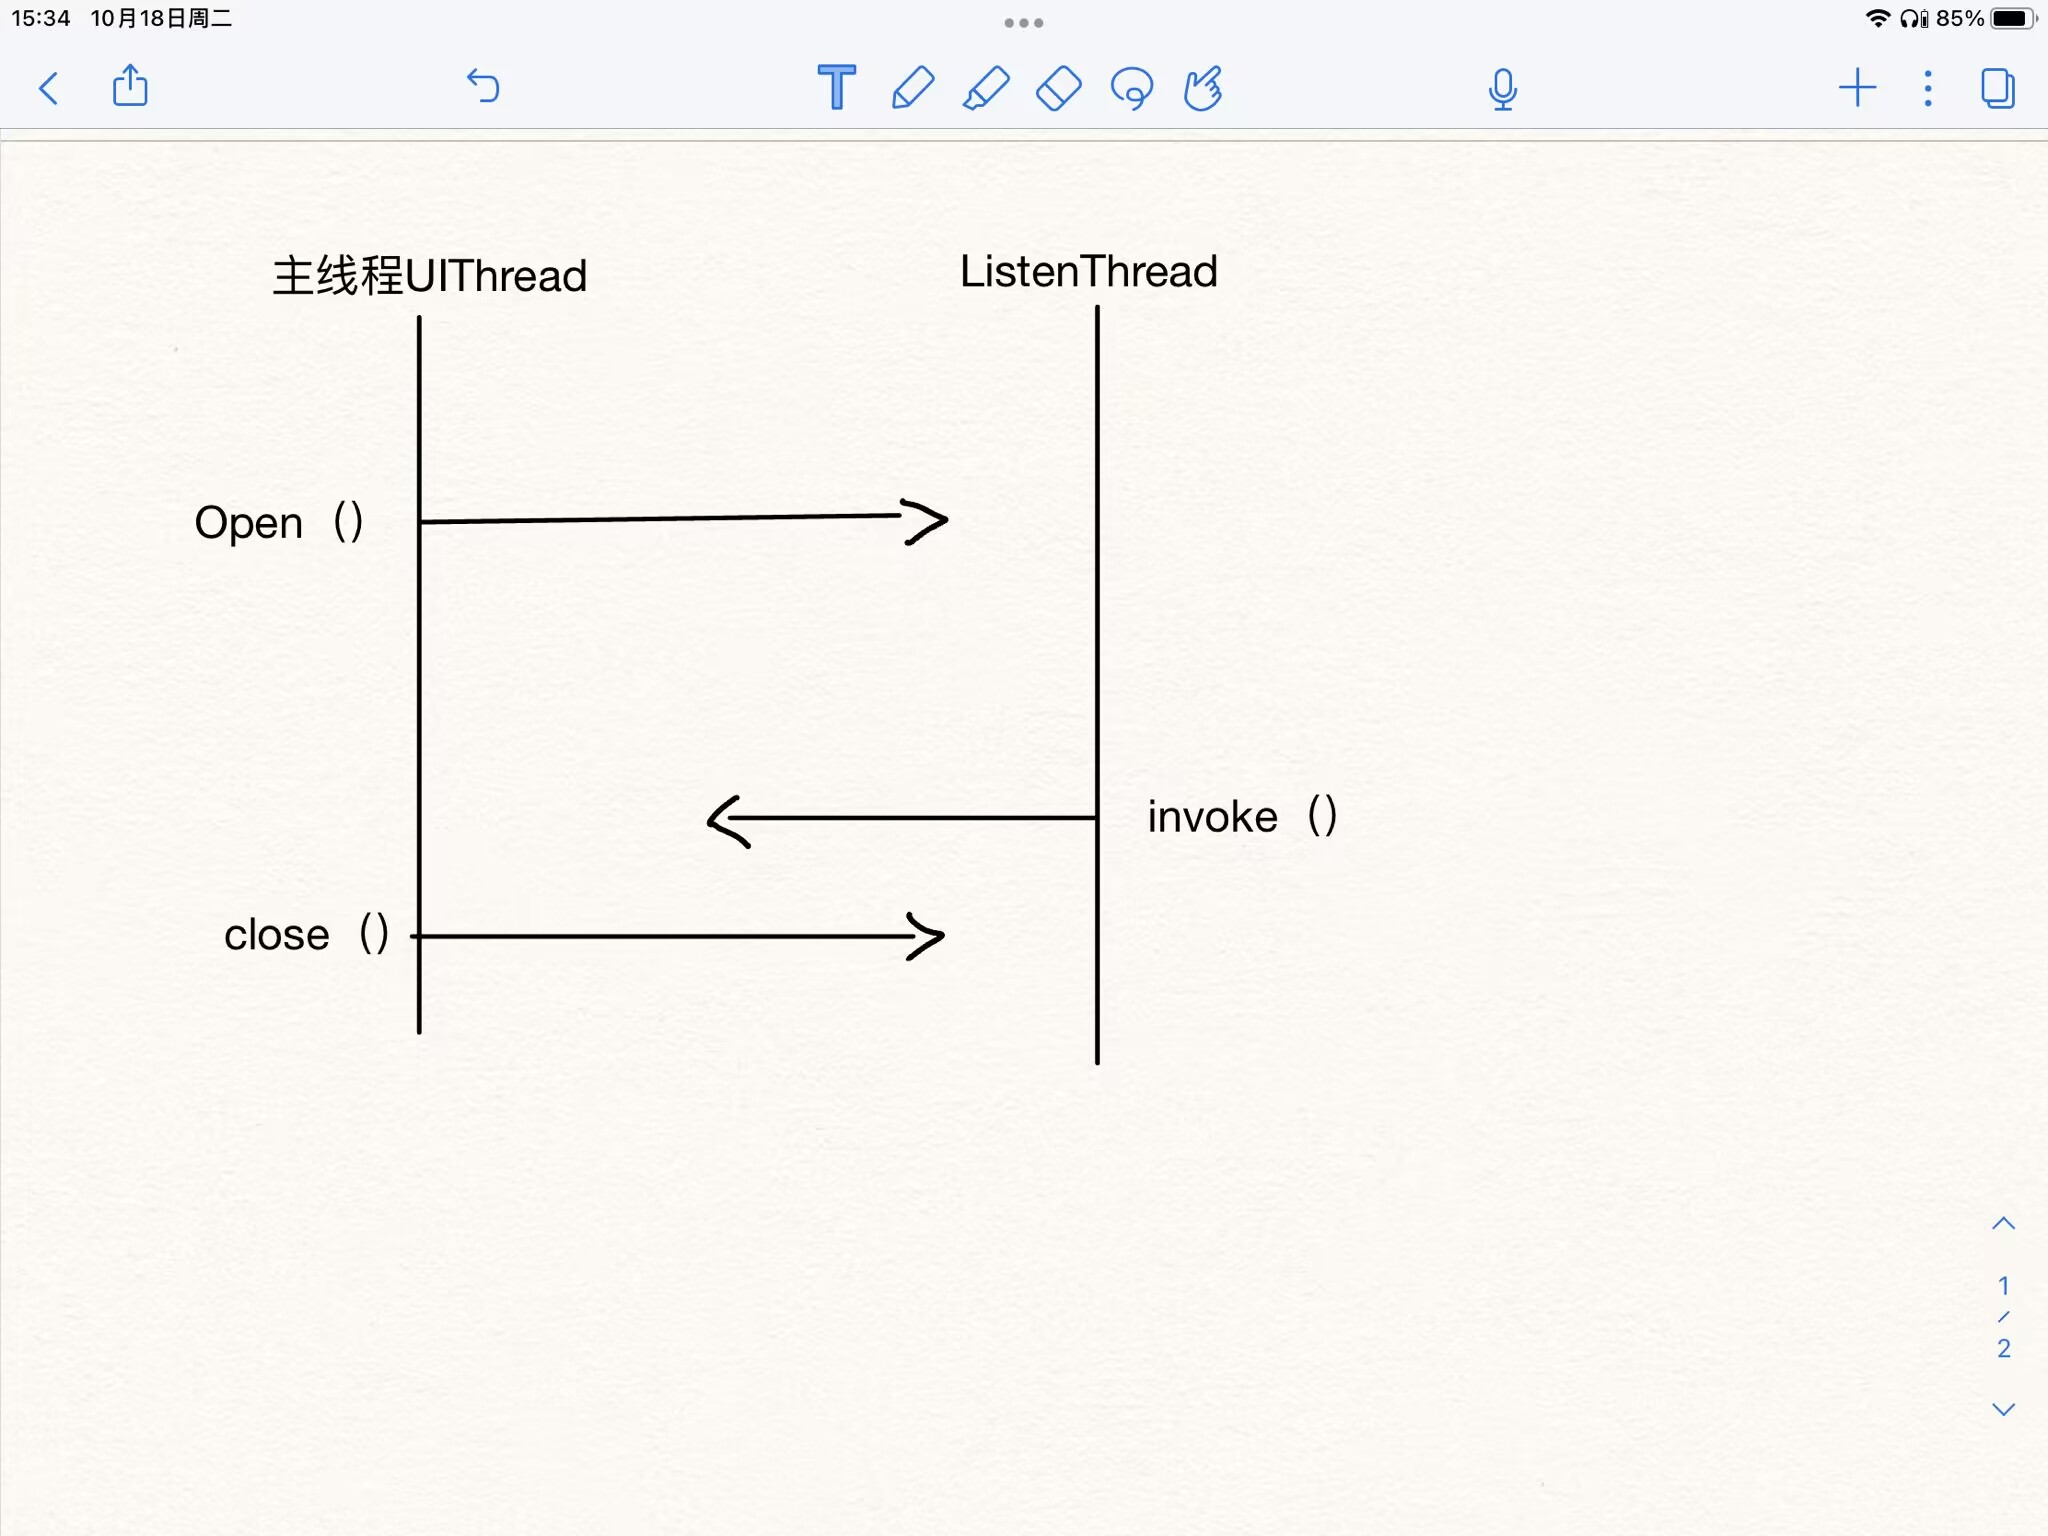 15:34 10月18日周二
85%
主线程UIThread
ListenThread
Open ()
invoke ()
close ()
1
/
2